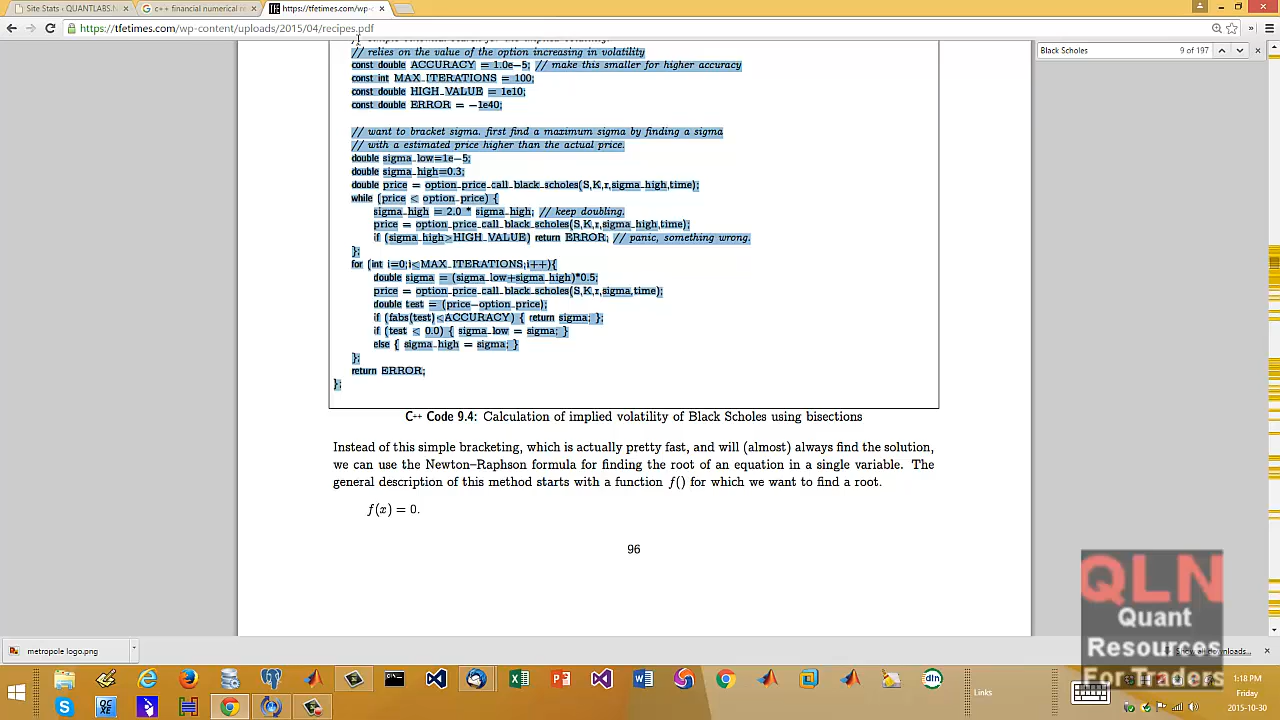 Site Stats - QUANTLABS.N
c++ financial numerical r
https://tfetimes.com/wp-c
https://tfetimes.com/wp-content/uploads/2015/04/recipes.pdf
Black Scholes
9 of 197
// relies on the value of the option increasing in volatility
const double ACCURACY = 1.0e−5; // make this smaller for higher accuracy
const int MAX_ITERATIONS = 100;
const double HIGH_VALUE = 1e10;
const double ERROR = −1e40;
// want to bracket sigma. first find a maximum sigma by finding a sigma
// with a estimated price higher than the actual price.
double sigma_low=1e−5;
double sigma_high=0.3;
double price = option_price_call_black_scholes(S,K,r,sigma_high,time);
while (price < option_price) {
sigma_high = 2.0 * sigma_high; // keep doubling.
price = option_price_call_black_scholes(S,K,r,sigma_high,time);
if (sigma_high>HIGH_VALUE) return ERROR; // panic, something wrong.
};
for (int i=0;i<MAX_ITERATIONS;i++){
double sigma = (sigma_low+sigma_high)*0.5;
price = option_price_call_black_scholes(S,K,r,sigma,time);
double test = (price−option_price);
if (fabs(test)<ACCURACY) { return sigma; };
if (test < 0.0) { sigma_low = sigma; }
else { sigma_high = sigma; }
};
return ERROR;
};
C++ Code 9.4: Calculation of implied volatility of Black Scholes using bisections
Instead of this simple bracketing, which is actually pretty fast, and will (almost) always find the solution,
we can use the Newton–Raphson formula for finding the root of an equation in a single variable. The
general description of this method starts with a function f() for which we want to find a root.
f(x) = 0.
96
QLN
Quant
Resources
ForTraders
metropole logo.png
Show all downloads...
Links
1:18 PM
Friday
2015-10-30